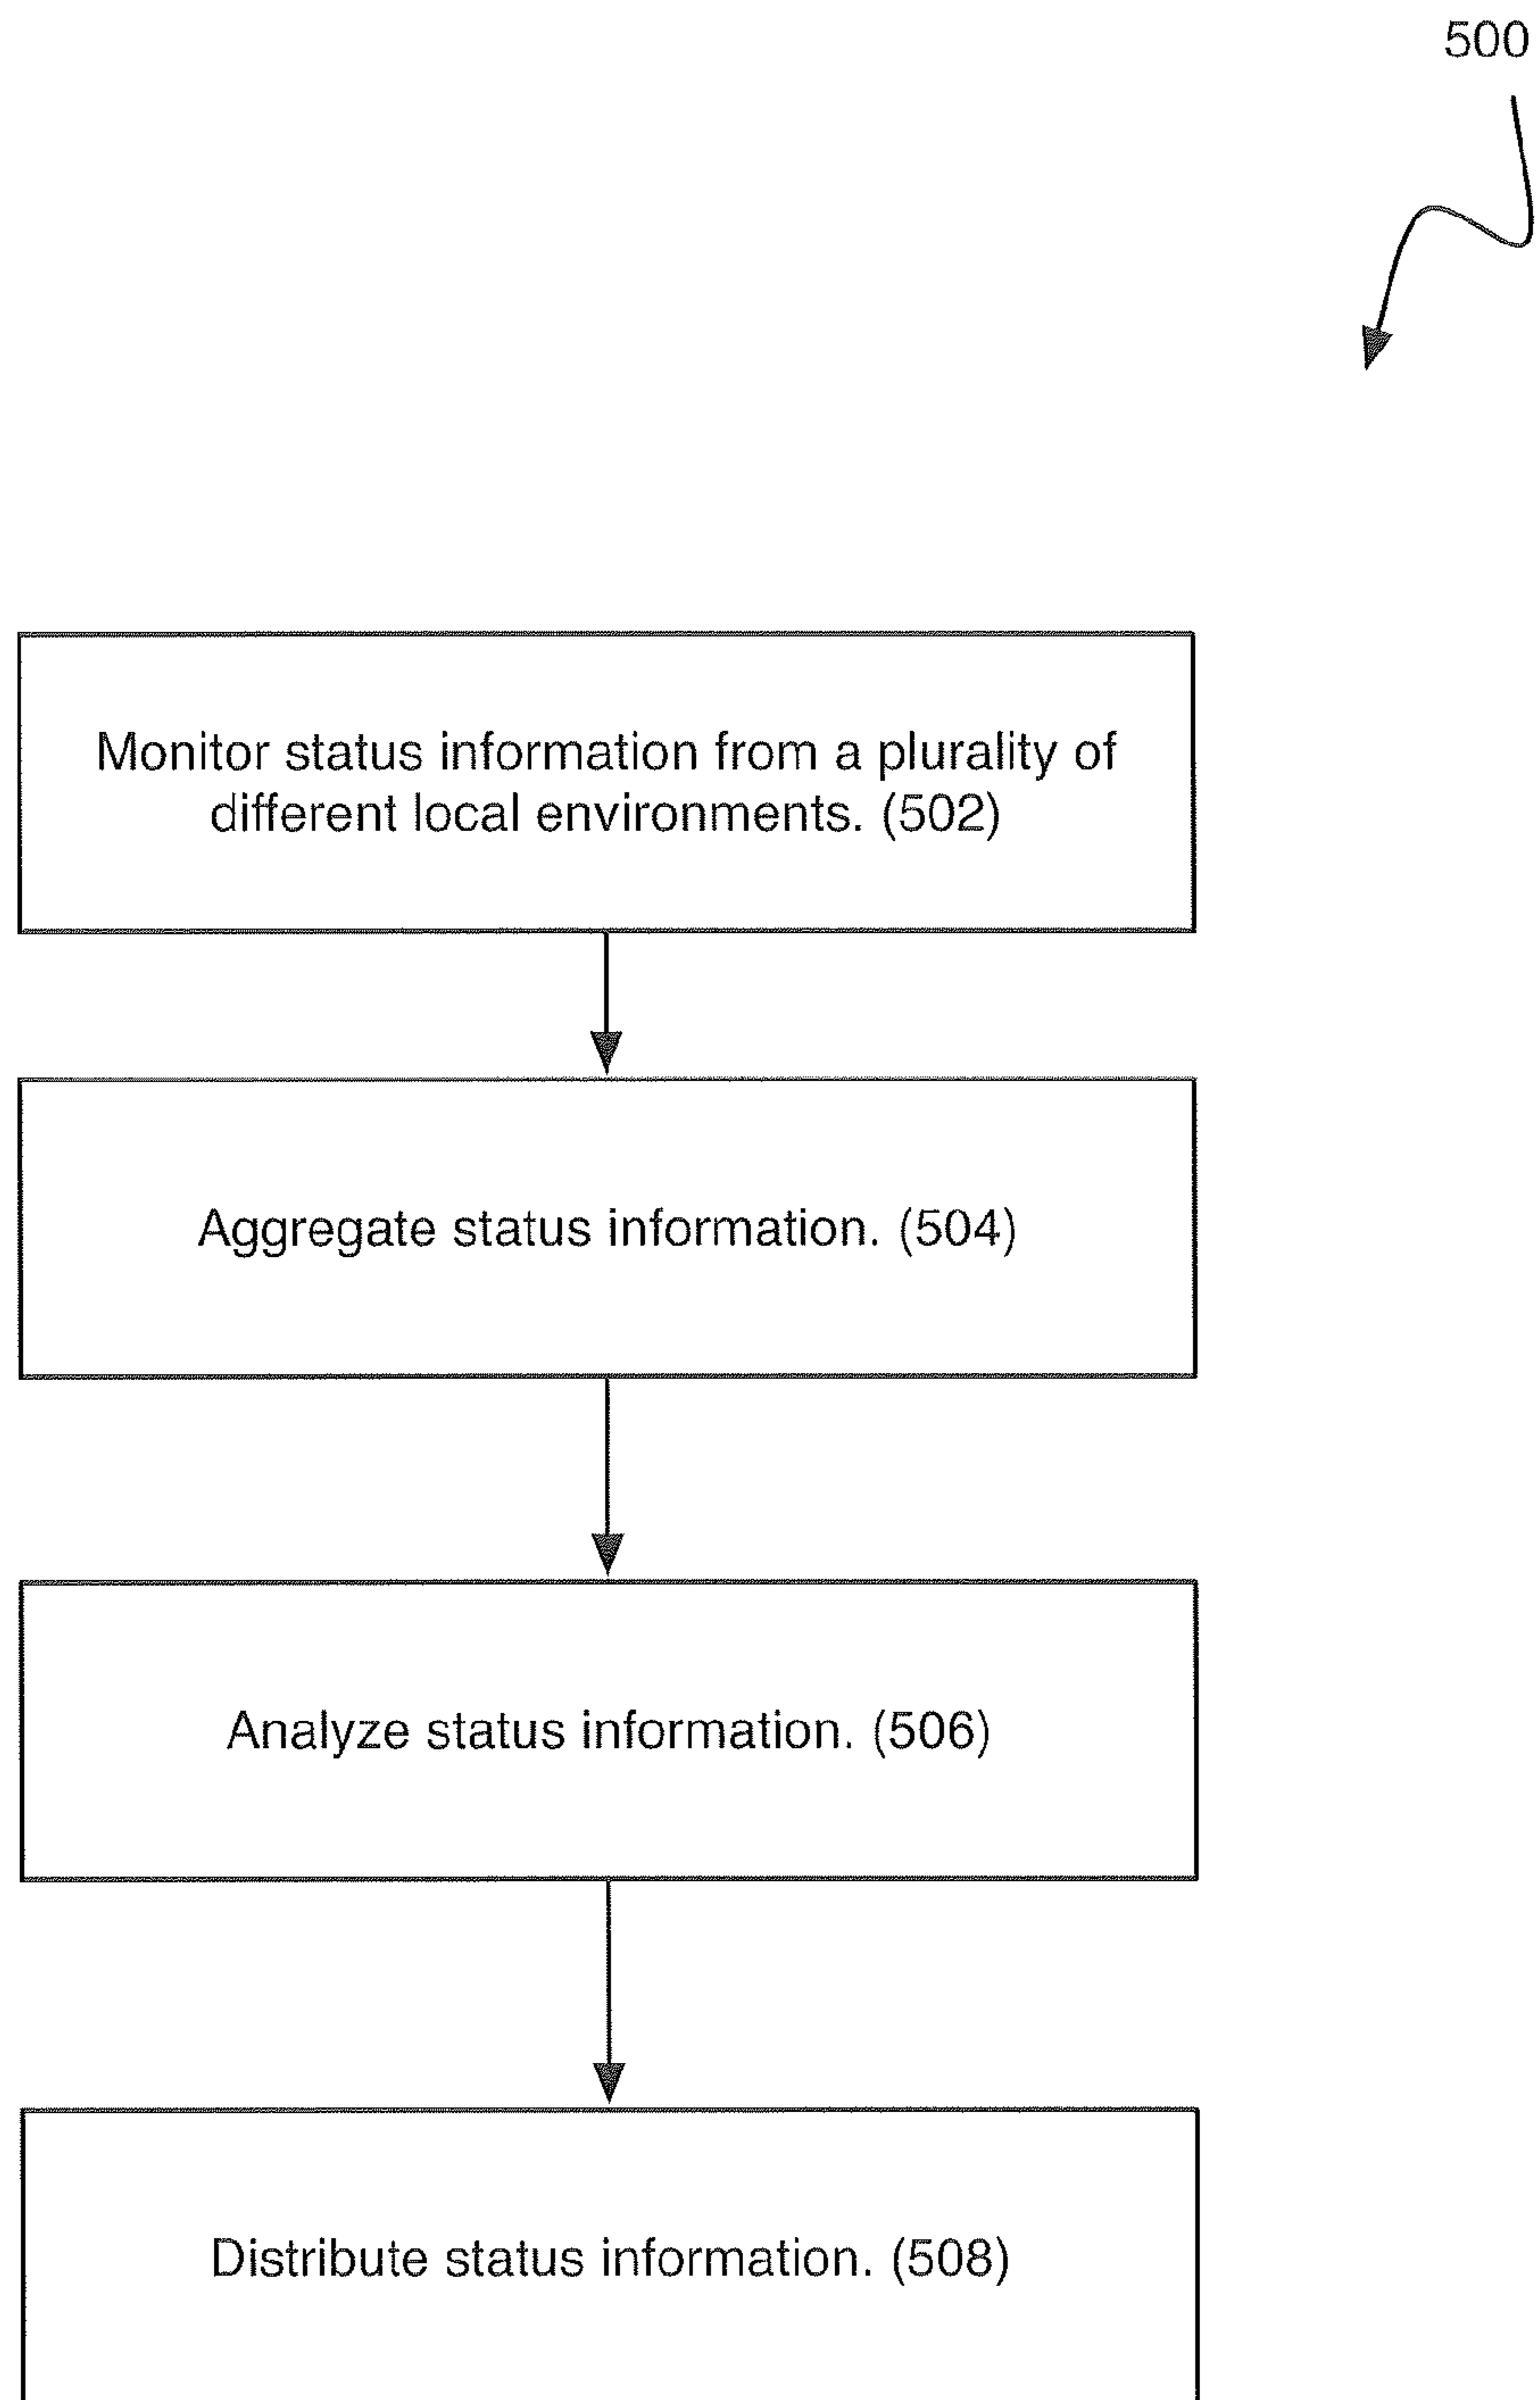 500
Monitor status information from a plurality of
different local environments. (502)
Aggregate status information. (504)
Analyze status information. (506)
Distribute status information. (508)